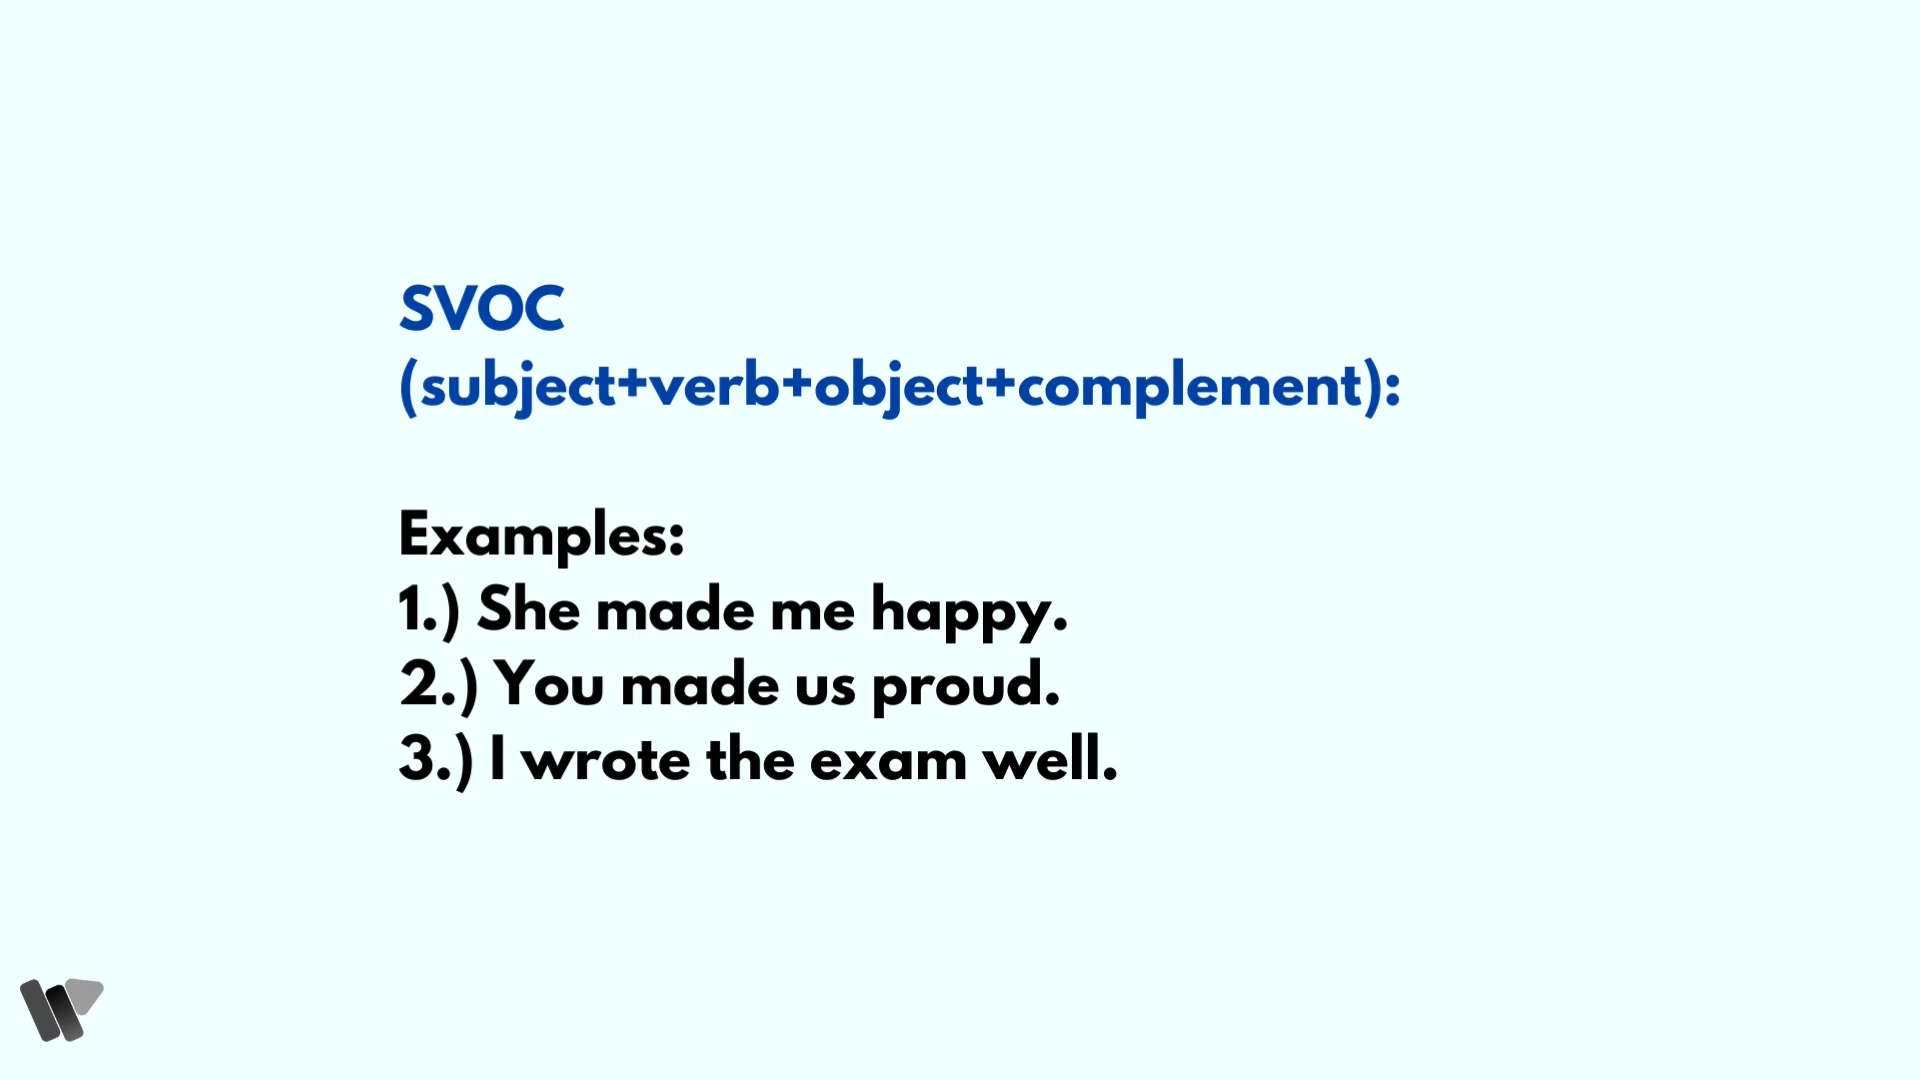 SVOC
(subject+verb+object+complement):
Examples:
1.) She made me happy.
2.) You made us proud.
3.) I wrote the exam well.